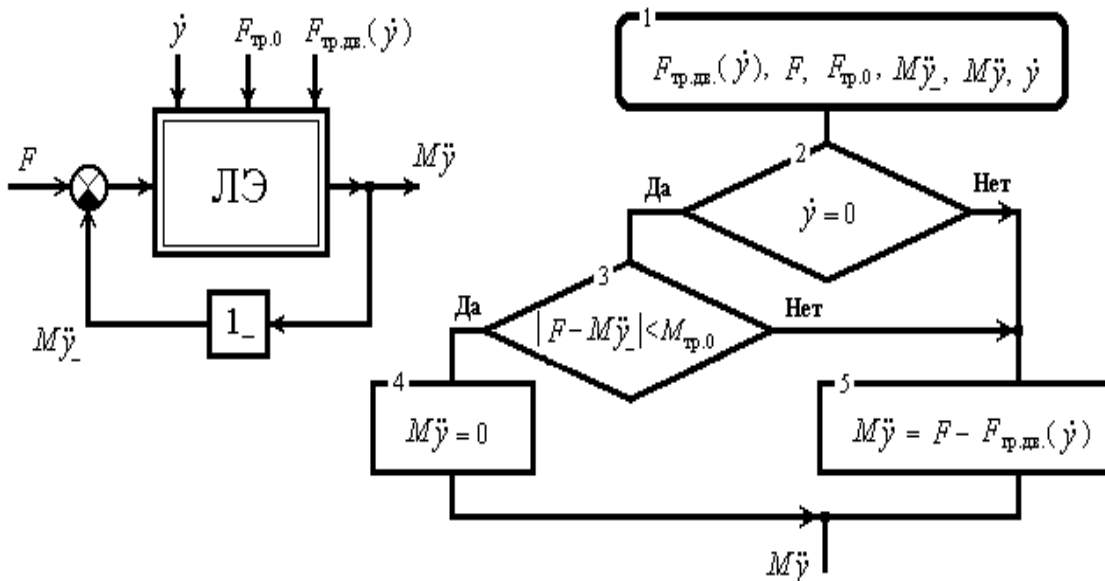 ẏ F_тр.0 F_тр.дв.(ẏ)
F
ЛЭ
Mÿ
1_
Mÿ_
1
F_тр.дв.(ẏ), F, F_тр.0, Mÿ_, Mÿ, ẏ
2
Да
Нет
ẏ = 0
3
Да
Нет
|F − Mÿ_| < M_тр.0
4
Mÿ = 0
5
Mÿ = F − F_тр.дв.(ẏ)
Mÿ